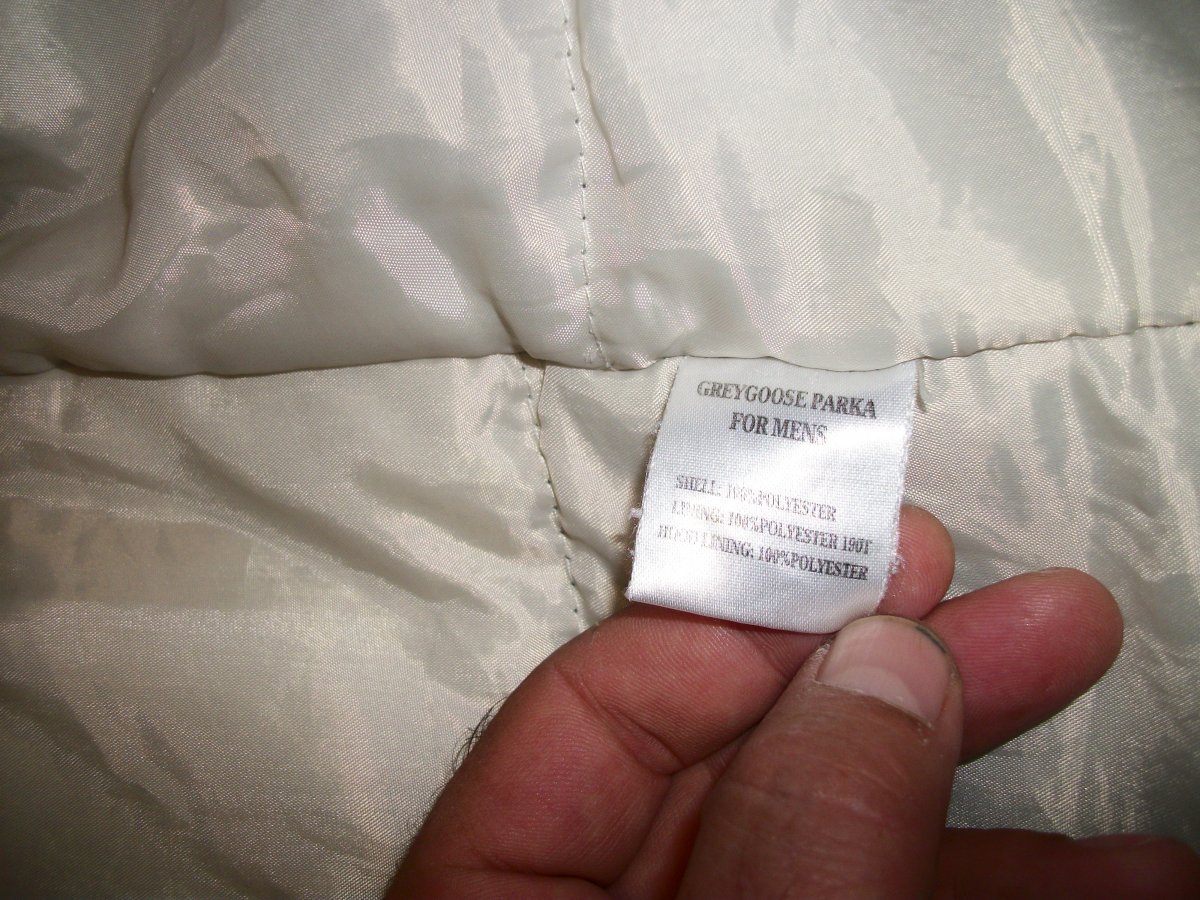 GREYGOOSE PARKA
FOR MENS
SHELL: 100%POLYESTER
LINING: 100%POLYESTER 190T
HOOD LINING: 100%POLYESTER